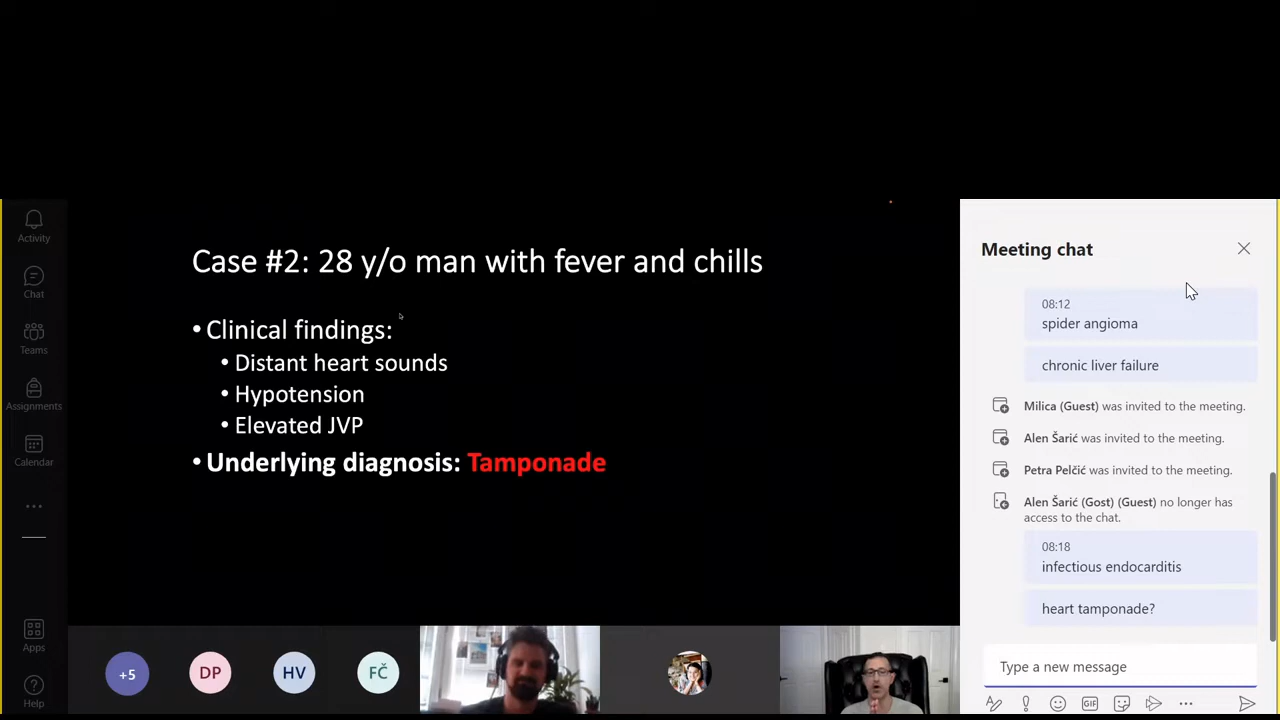 Activity
Chat
Teams
Assignments
Calendar
Apps
Help
Case #2: 28 y/o man with fever and chills
• Clinical findings:
• Distant heart sounds
• Hypotension
• Elevated JVP
• Underlying diagnosis: Tamponade
+5
DP
HV
FČ
Meeting chat
08:12
spider angioma
chronic liver failure
Milica (Guest) was invited to the meeting.
Alen Šarić was invited to the meeting.
Petra Pelčić was invited to the meeting.
Alen Šarić (Gost) (Guest) no longer has
access to the chat.
08:18
infectious endocarditis
heart tamponade?
Type a new message
GIF